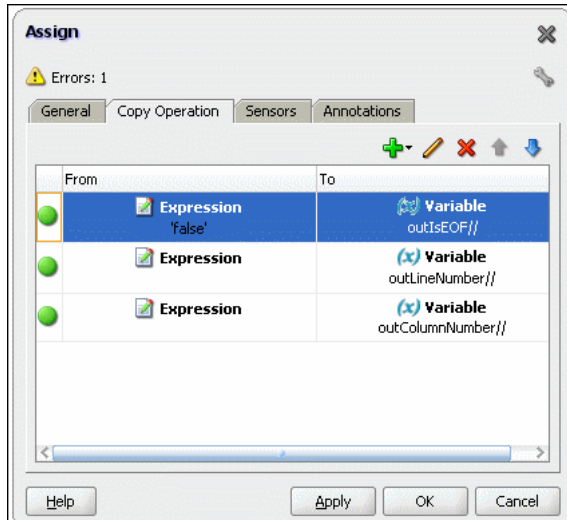 Assign
Errors: 1
General Copy Operation Sensors Annotations
From To
Expression (x) Variable
'false' outIsEOF//
Expression (x) Variable
outLineNumber//
Expression (x) Variable
outColumnNumber//
Help Apply OK Cancel